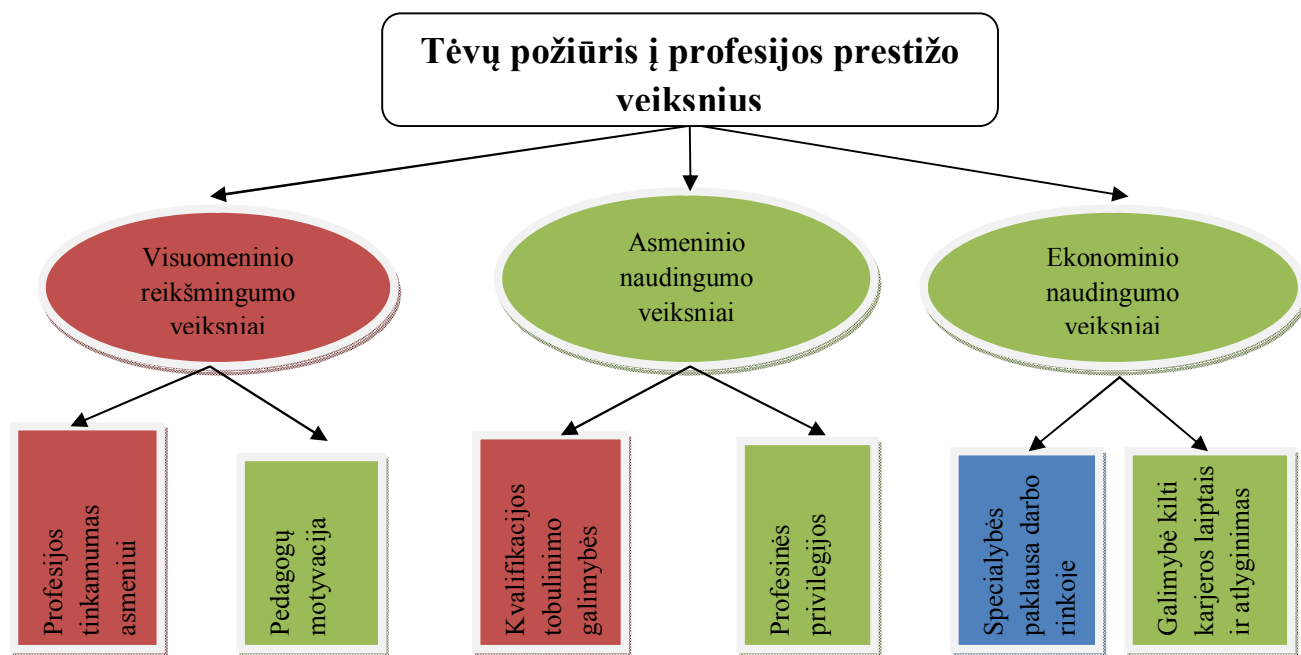 Tėvų požiūris į profesijos prestižo
veiksnius
Visuomeninio
reikšmingumo
veiksniai
Asmeninio
naudingumo
veiksniai
Ekonominio
naudingumo
veiksniai
Profesijos
tinkamumas
asmeniui
Pedagogų
motyvacija
Kvalifikacijos
tobulinimo
galimybės
Profesinės
privilegijos
Specialybės
paklausa darbo
rinkoje
Galimybė kilti
karjeros laiptais
ir atlyginimas